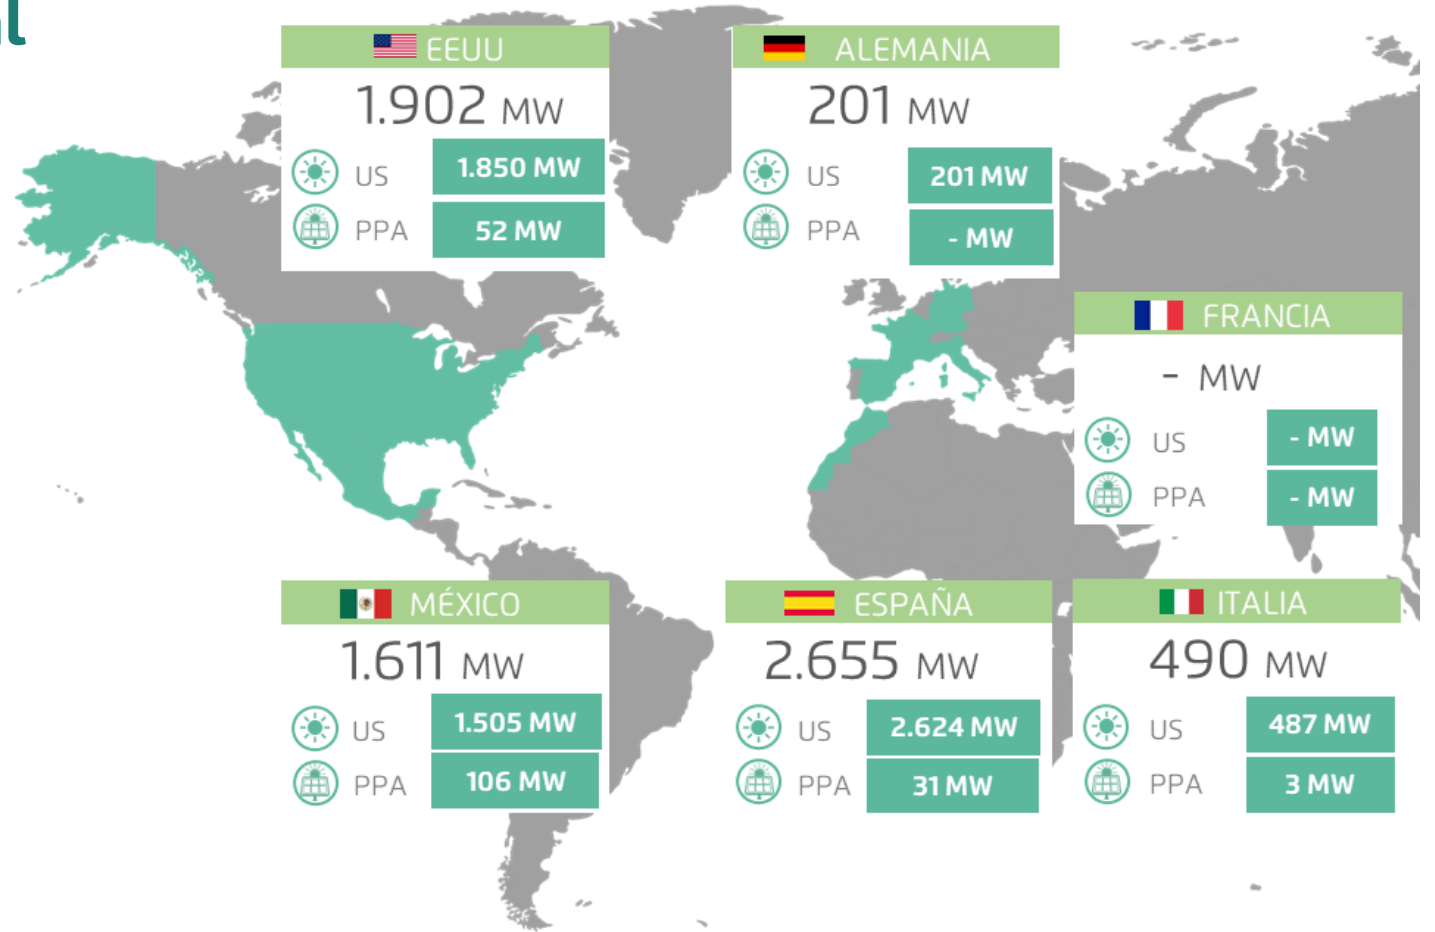 EEUU
1.902 MW
US 1.850 MW
PPA 52 MW
ALEMANIA
201 MW
US 201 MW
PPA - MW
FRANCIA
- MW
US - MW
PPA - MW
MÉXICO
1.611 MW
US 1.505 MW
PPA 106 MW
ESPAÑA
2.655 MW
US 2.624 MW
PPA 31 MW
ITALIA
490 MW
US 487 MW
PPA 3 MW